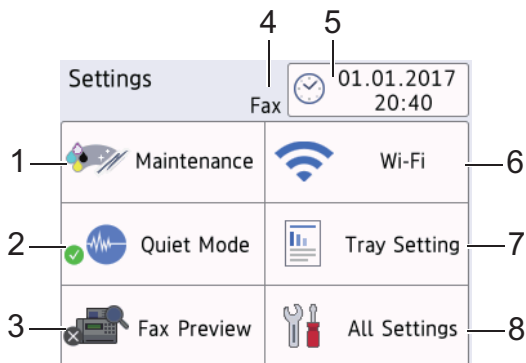 4
5
Settings
Fax
01.01.2017
20:40
1
Maintenance
Wi-Fi
6
2
Quiet Mode
Tray Setting
7
3
Fax Preview
All Settings
8